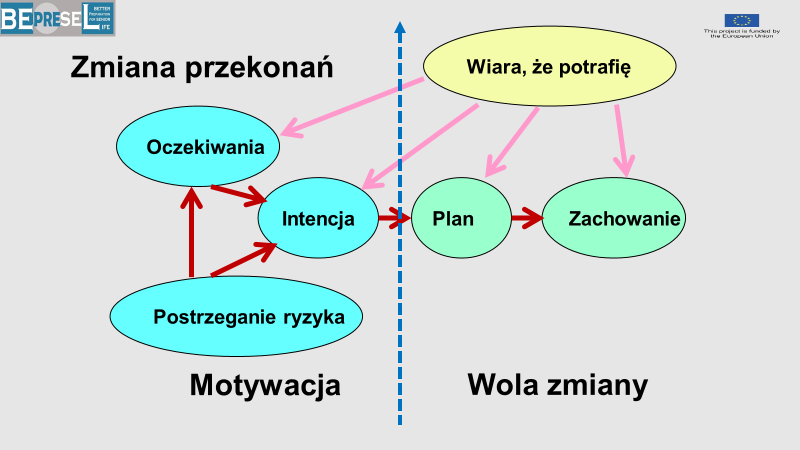 BEPRESEL
BETTER
PREPARATION
FOR SENIOR
LIFE
This project is funded by
the European Union
Zmiana przekonań
Wiara, że potrafię
Oczekiwania
Intencja
Plan
Zachowanie
Postrzeganie ryzyka
Motywacja
Wola zmiany